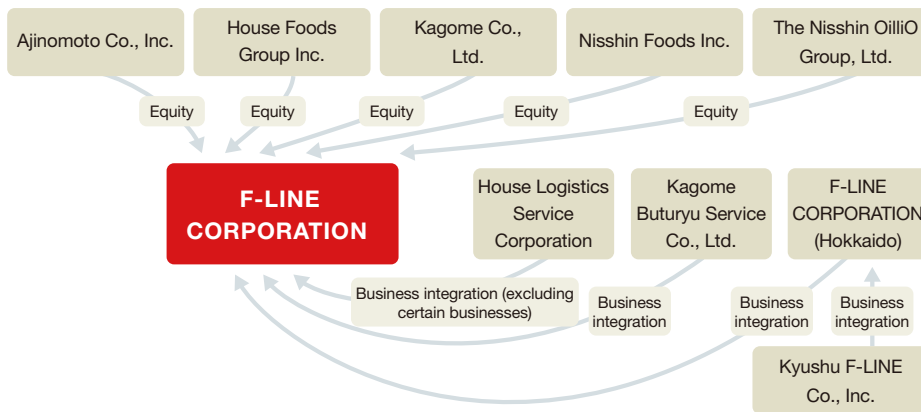 Ajinomoto Co., Inc.
House Foods
Group Inc.
Kagome Co.,
Ltd.
Nisshin Foods Inc.
The Nisshin OilliO
Group, Ltd.
Equity
Equity
Equity
Equity
Equity
F-LINE
CORPORATION
House Logistics
Service
Corporation
Kagome
Buturyu Service
Co., Ltd.
F-LINE
CORPORATION
(Hokkaido)
Business integration (excluding
certain businesses)
Business
integration
Business
integration
Business
integration
Kyushu F-LINE
Co., Inc.